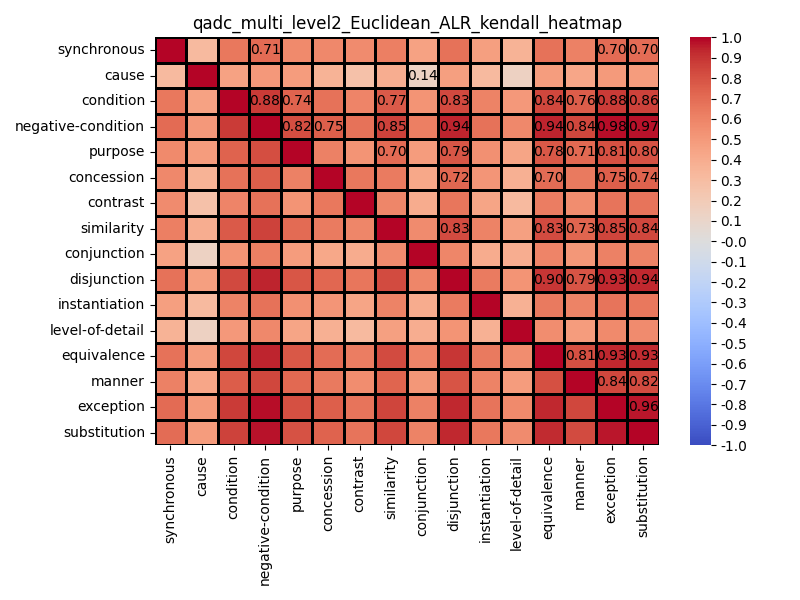 qadc_multi_level2_Euclidean_ALR_kendall_heatmap
synchronous 0.71 0.70 0.70
cause 0.14
condition 0.88 0.74 0.77 0.83 0.84 0.76 0.88 0.86
negative-condition 0.82 0.75 0.85 0.94 0.94 0.84 0.98 0.97
purpose 0.70 0.79 0.78 0.71 0.81 0.80
concession 0.72 0.70 0.75 0.74
contrast
similarity 0.83 0.83 0.73 0.85 0.84
conjunction
disjunction 0.90 0.79 0.93 0.94
instantiation
level-of-detail
equivalence 0.81 0.93 0.93
manner 0.84 0.82
exception 0.96
substitution
synchronous
cause
condition
negative-condition
purpose
concession
contrast
similarity
conjunction
disjunction
instantiation
level-of-detail
equivalence
manner
exception
substitution
1.0
0.9
0.8
0.7
0.6
0.5
0.4
0.3
0.2
0.1
-0.0
-0.1
-0.2
-0.3
-0.4
-0.5
-0.6
-0.7
-0.8
-0.9
-1.0